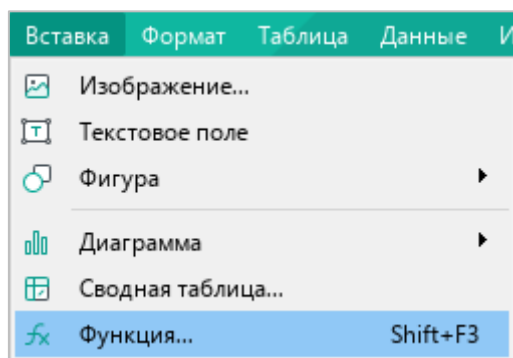 Вставка Формат Таблица Данные И
Изображение...
Текстовое поле
Фигура
Диаграмма
Сводная таблица...
Функция... Shift+F3